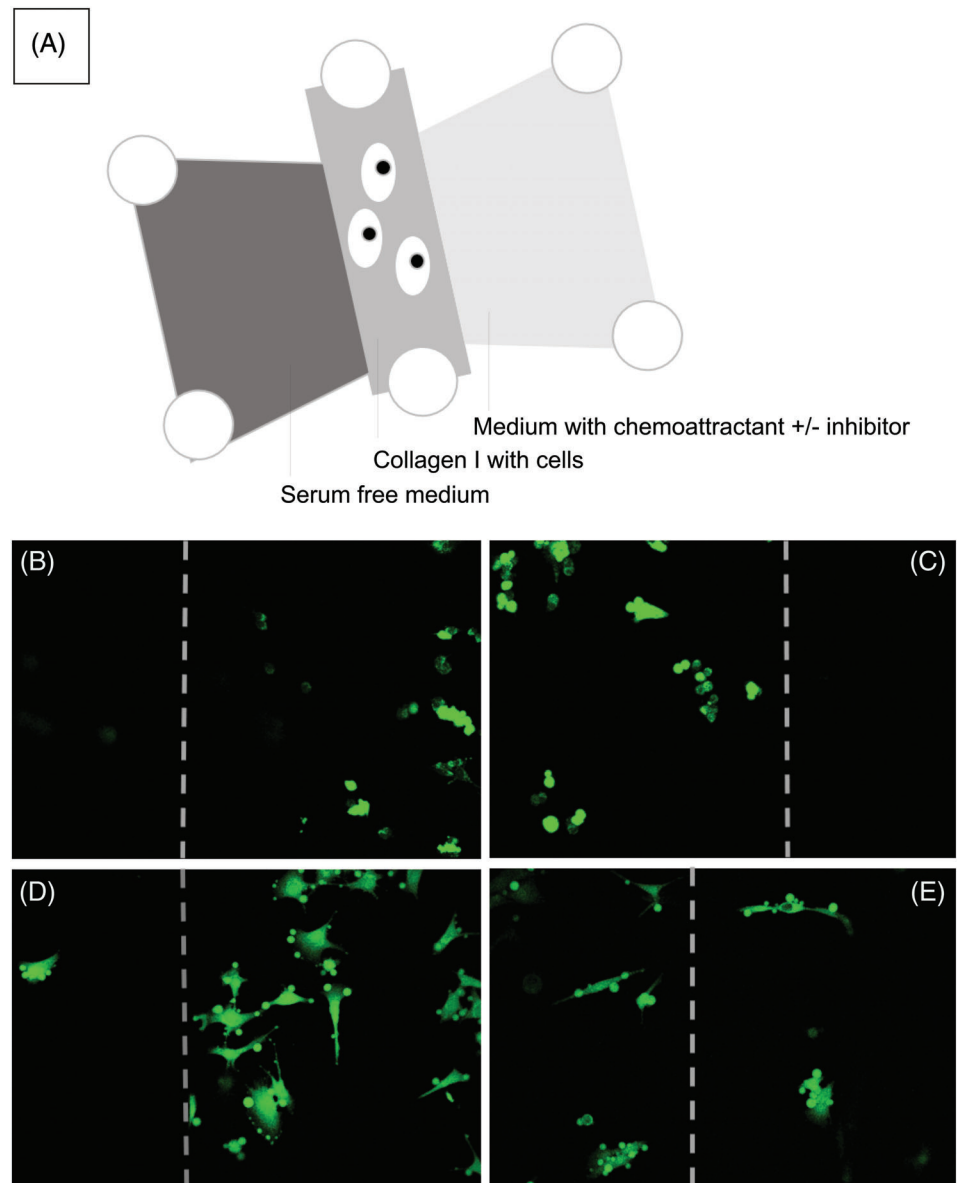 (A)
Medium with chemoattractant +/- inhibitor
Collagen I with cells
Serum free medium
(B)
(C)
(D)
(E)